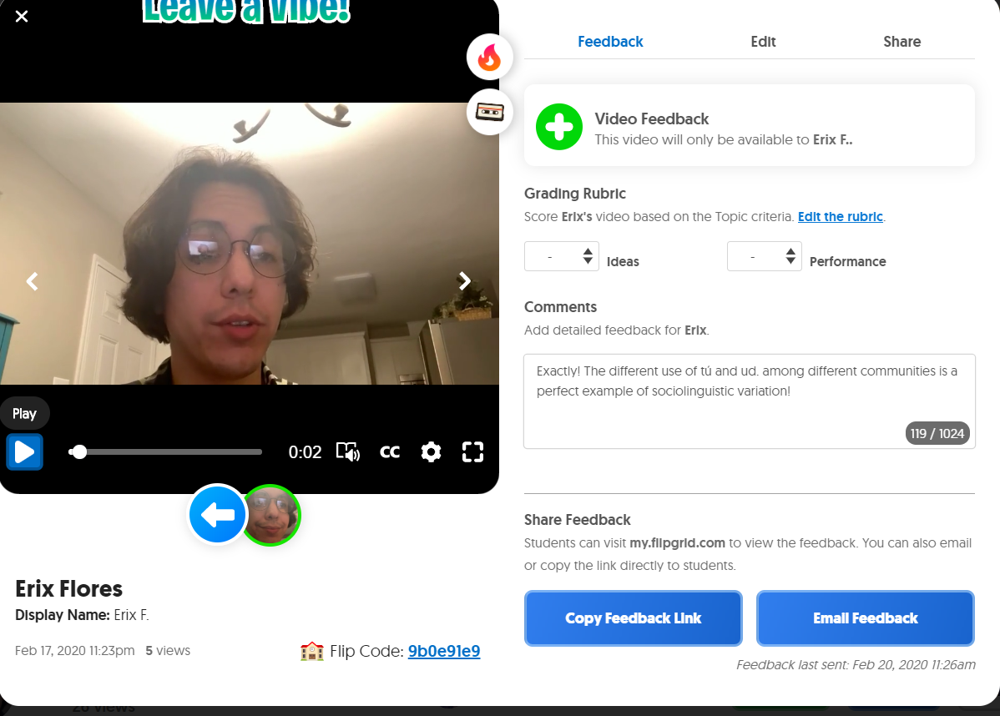 Leave a Vibe!
Feedback
Edit
Share
Video Feedback
This video will only be available to Erix F..
Grading Rubric
Score Erix's video based on the Topic criteria. Edit the rubric.
- Ideas
- Performance
Comments
Add detailed feedback for Erix.
Exactly! The different use of tú and ud. among different communities is a
perfect example of sociolinguistic variation!
119 / 1024
Play
0:02
CC
Share Feedback
Students can visit my.flipgrid.com to view the feedback. You can also email
or copy the link directly to students.
Copy Feedback Link
Email Feedback
Feedback last sent: Feb 20, 2020 11:26am
Erix Flores
Display Name: Erix F.
Feb 17, 2020 11:23pm 5 views
Flip Code: 9b0e91e9
20 views